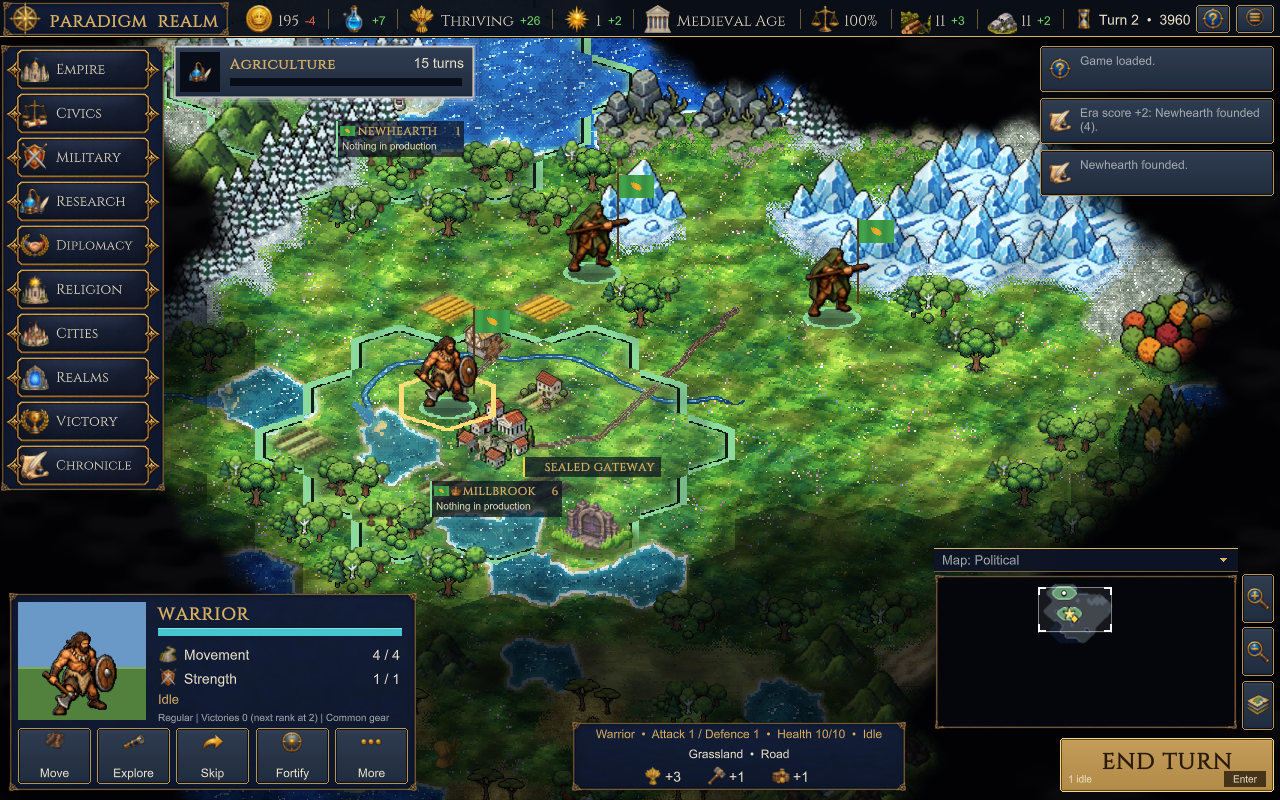 PARADIGM REALM
195 -4
+7
THRIVING +26
1 +2
MEDIEVAL AGE
100%
11 +3
11 +2
Turn 2 • 3960
EMPIRE
CIVICS
MILITARY
RESEARCH
DIPLOMACY
RELIGION
CITIES
REALMS
VICTORY
CHRONICLE
AGRICULTURE
15 turns
Game loaded.
Era score +2: Newhearth founded
(4).
Newhearth founded.
NEWHEARTH 1
Nothing in production
SEALED GATEWAY
MILLBROOK 6
Nothing in production
Map: Political
WARRIOR
Movement 4 / 4
Strength 1 / 1
Idle
Regular | Victories 0 (next rank at 2) | Common gear
Move
Explore
Skip
Fortify
More
Warrior • Attack 1 / Defence 1 • Health 10/10 • Idle
Grassland • Road
+3 +1 +1
END TURN
1 idle
Enter